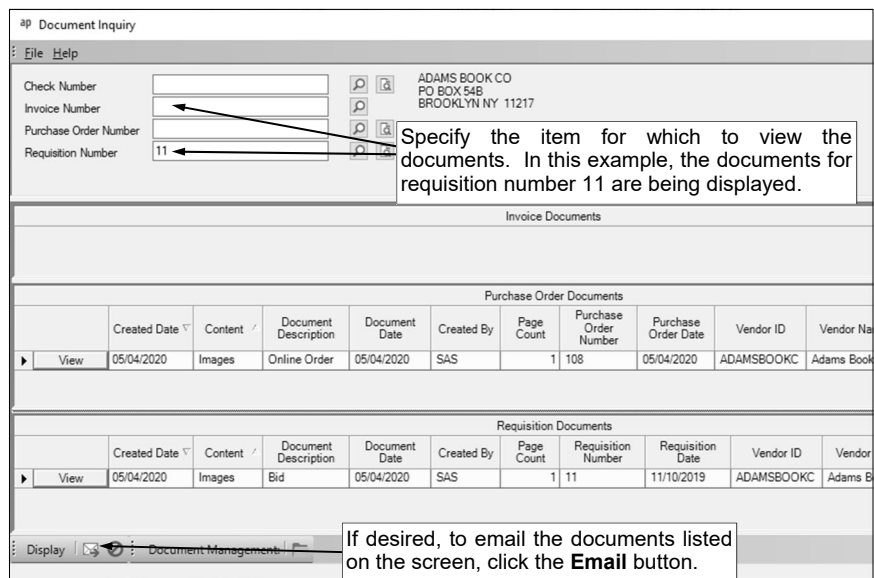 ap Document Inquiry
File Help
Check Number
ADAMS BOOK CO
PO BOX 54B
Invoice Number
BROOKLYN NY 11217
Purchase Order Number
Requisition Number 11
Specify the item for which to view the
documents. In this example, the documents for
requisition number 11 are being displayed.
Invoice Documents
Purchase Order Documents
Created Date Content Document Description Document Date Created By Page Count Purchase Order Number Purchase Order Date Vendor ID Vendor Na
View 05/04/2020 Images Online Order 05/04/2020 SAS 1 108 05/04/2020 ADAMSBOOKC Adams Book
Requisition Documents
Created Date Content Document Description Document Date Created By Page Count Requisition Number Requisition Date Vendor ID Vendor
View 05/04/2020 Images Bid 05/04/2020 SAS 1 11 11/10/2019 ADAMSBOOKC Adams B
Display Document Management:
If desired, to email the documents listed
on the screen, click the Email button.